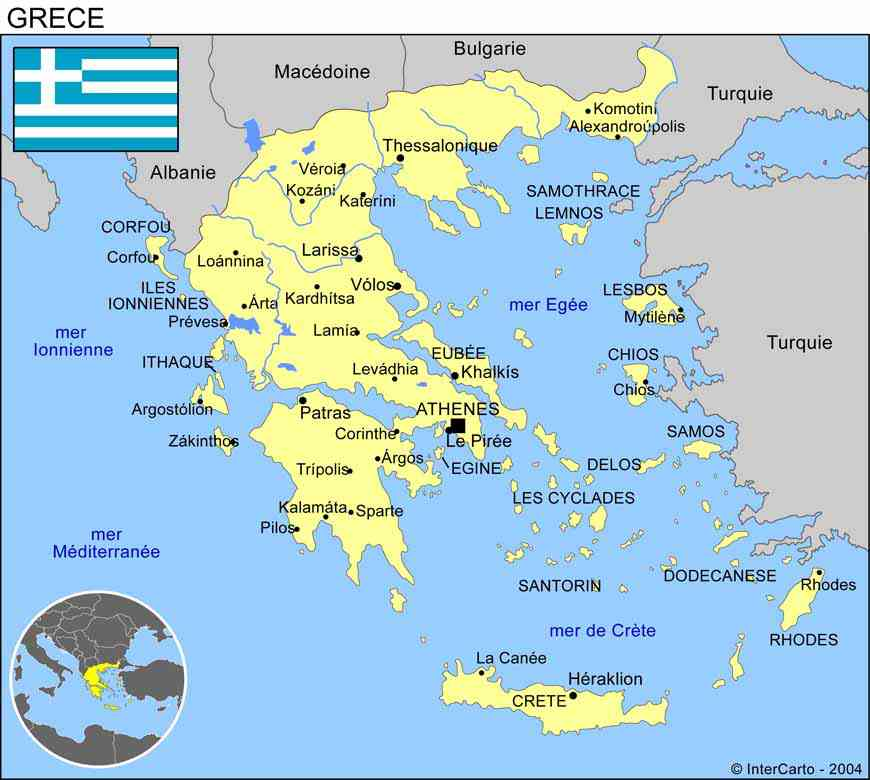 GRECE
Bulgarie
Macédoine
Turquie
Komotini
Alexandroúpolis
Thessalonique
Véroia
Albanie
Kozáni
Katerini
SAMOTHRACE
LEMNOS
CORFOU
Corfou
Loánnina
Larissa
ILES
IONNIENNES
Árta
Kardhítsa
Vólos
LESBOS
mer Egée
Mytilène
Prévesa
mer
Ionnienne
Lamía
Turquie
ITHAQUE
Levádhia
EUBÉE
Khalkís
CHIOS
Chios
Argostólion
Patras
ATHENES
Zákinthos
Corinthe
Le Pirée
SAMOS
Árgos
EGINE
Trípolis
DELOS
LES CYCLADES
Kalamáta
Sparte
Pilos
mer
Méditerranée
SANTORIN
DODECANESE
Rhodes
mer de Crète
RHODES
La Canée
Héraklion
CRETE
© InterCarto - 2004